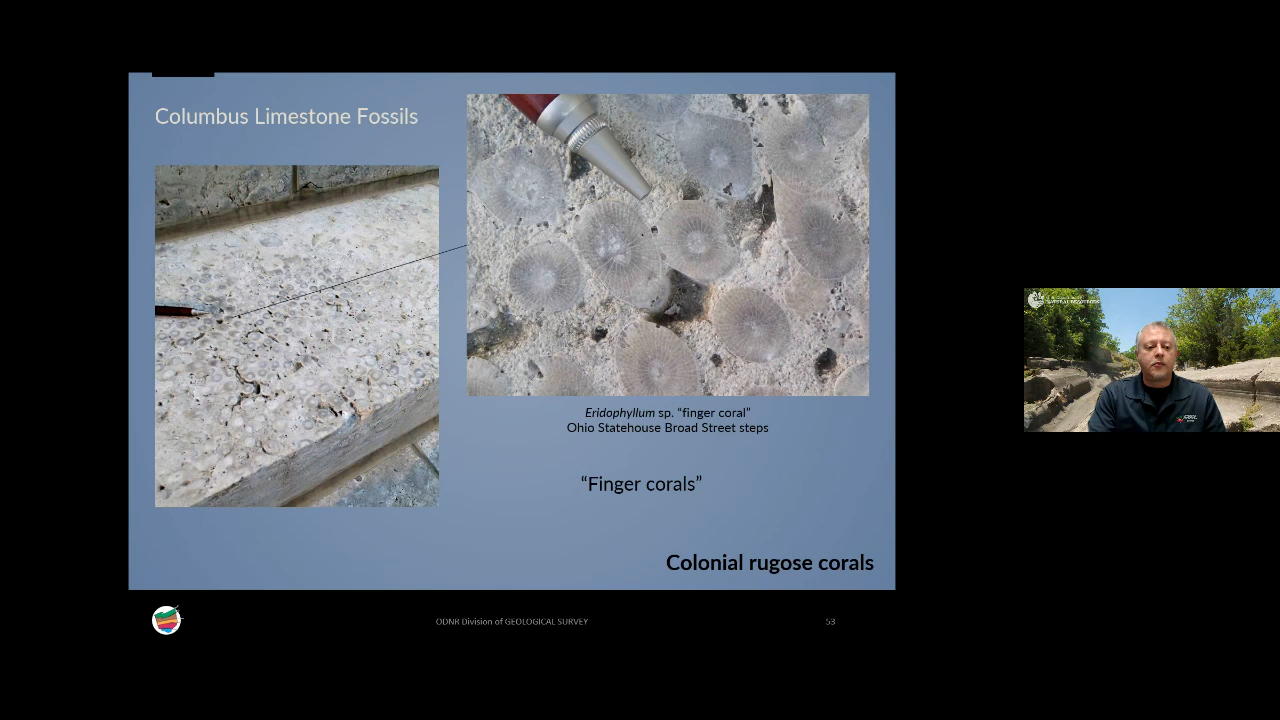 Columbus Limestone Fossils
Eridophyllum sp. “finger coral”
Ohio Statehouse Broad Street steps
“Finger corals”
Colonial rugose corals
ODNR Division of GEOLOGICAL SURVEY
53